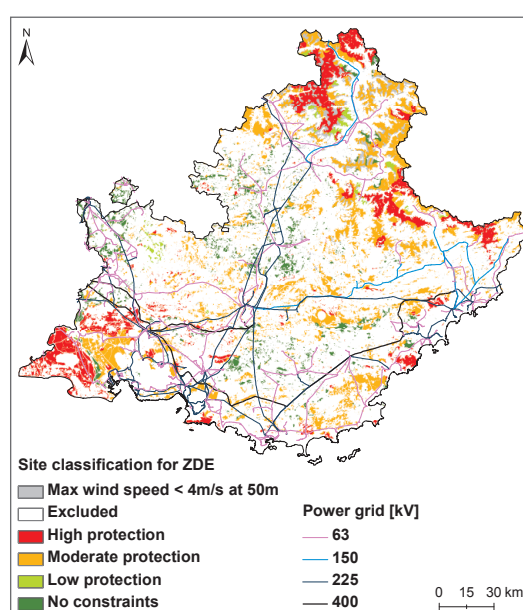 N
Site classification for ZDE
Max wind speed < 4m/s at 50m
Excluded
High protection
Moderate protection
Low protection
No constraints
Power grid [kV]
63
150
225
400
0 15 30 km